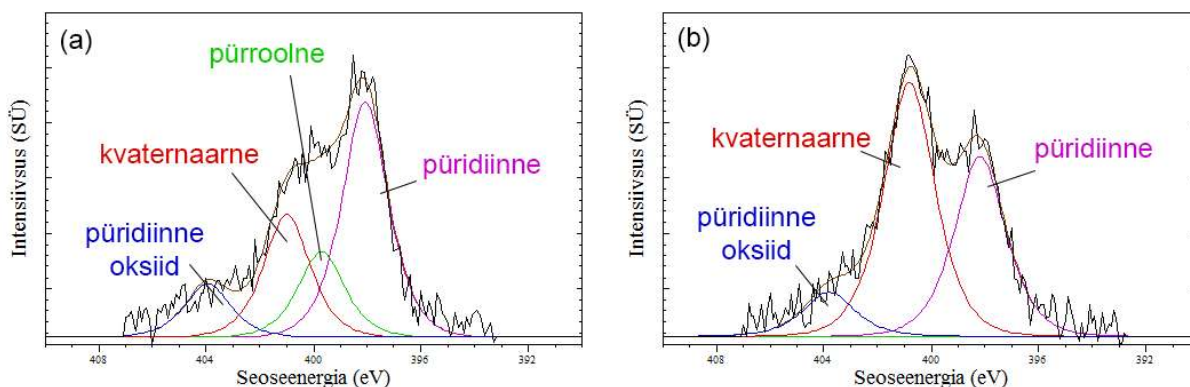 (a)
pürroolne
kvaternaarne
püridiinne
püridiinne
oksiid
Intensiivsus (SÜ)
408 404 400 396 392
Seoseenergia (eV)
(b)
kvaternaarne
püridiinne
püridiinne
oksiid
Intensiivsus (SÜ)
408 404 400 396 392
Seoseenergia (eV)